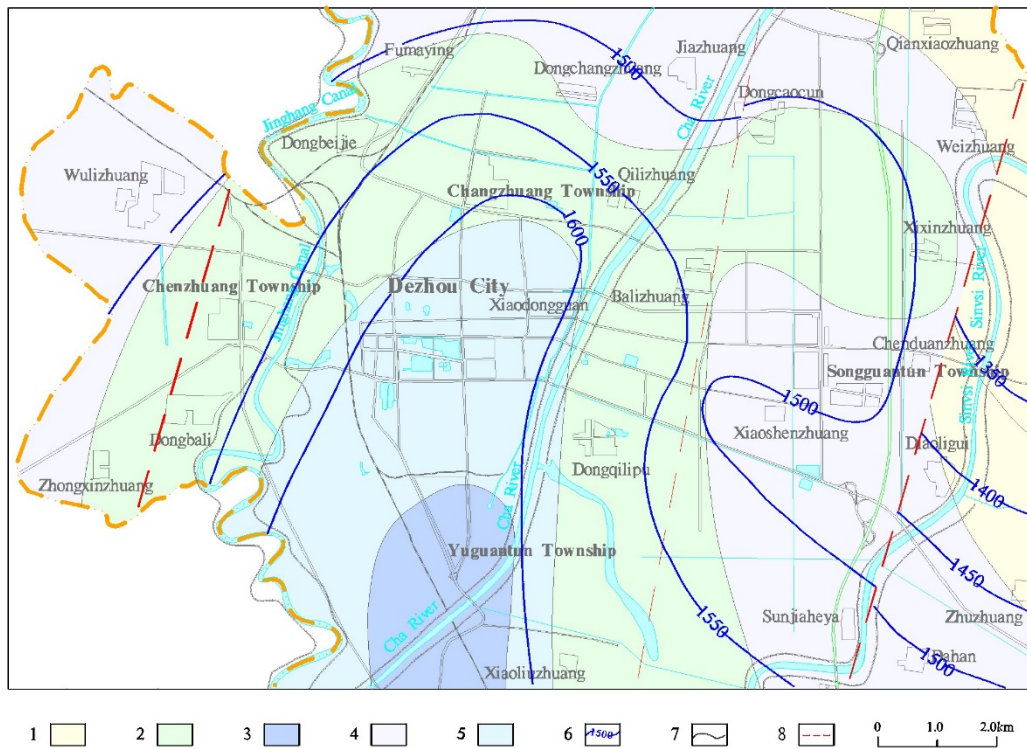 Fumaying
1500
Jiazhuang
Qianxiaozhuang
Dongchangzhuang
Dongcaocun
Cha River
Jinghang Canal
Dongbeijie
Weizhuang
Wulizhuang
Changzhuang Township
1550
Qilizhuang
1600
Xixinzhuang
Chenzhuang Township
Jinghang Canal
Dezhou City
Xiaodongguan
Balizhuang
Sinvsi River
Chenduanzhuang
1350
Songguantun Township
Sinvsi River
1500
Xiaoshenzhuang
Dongbali
Diaoligui
Zhongxinzhuang
Dongqilipu
1400
Cha River
Yuguantun Township
1450
Cha River
1550
Sunjiaheya
Zhuzhuang
Xiaoliuzhuang
1500
Dahan
1 2 3 4 5 6 1500 7 8 0 1.0 2.0km